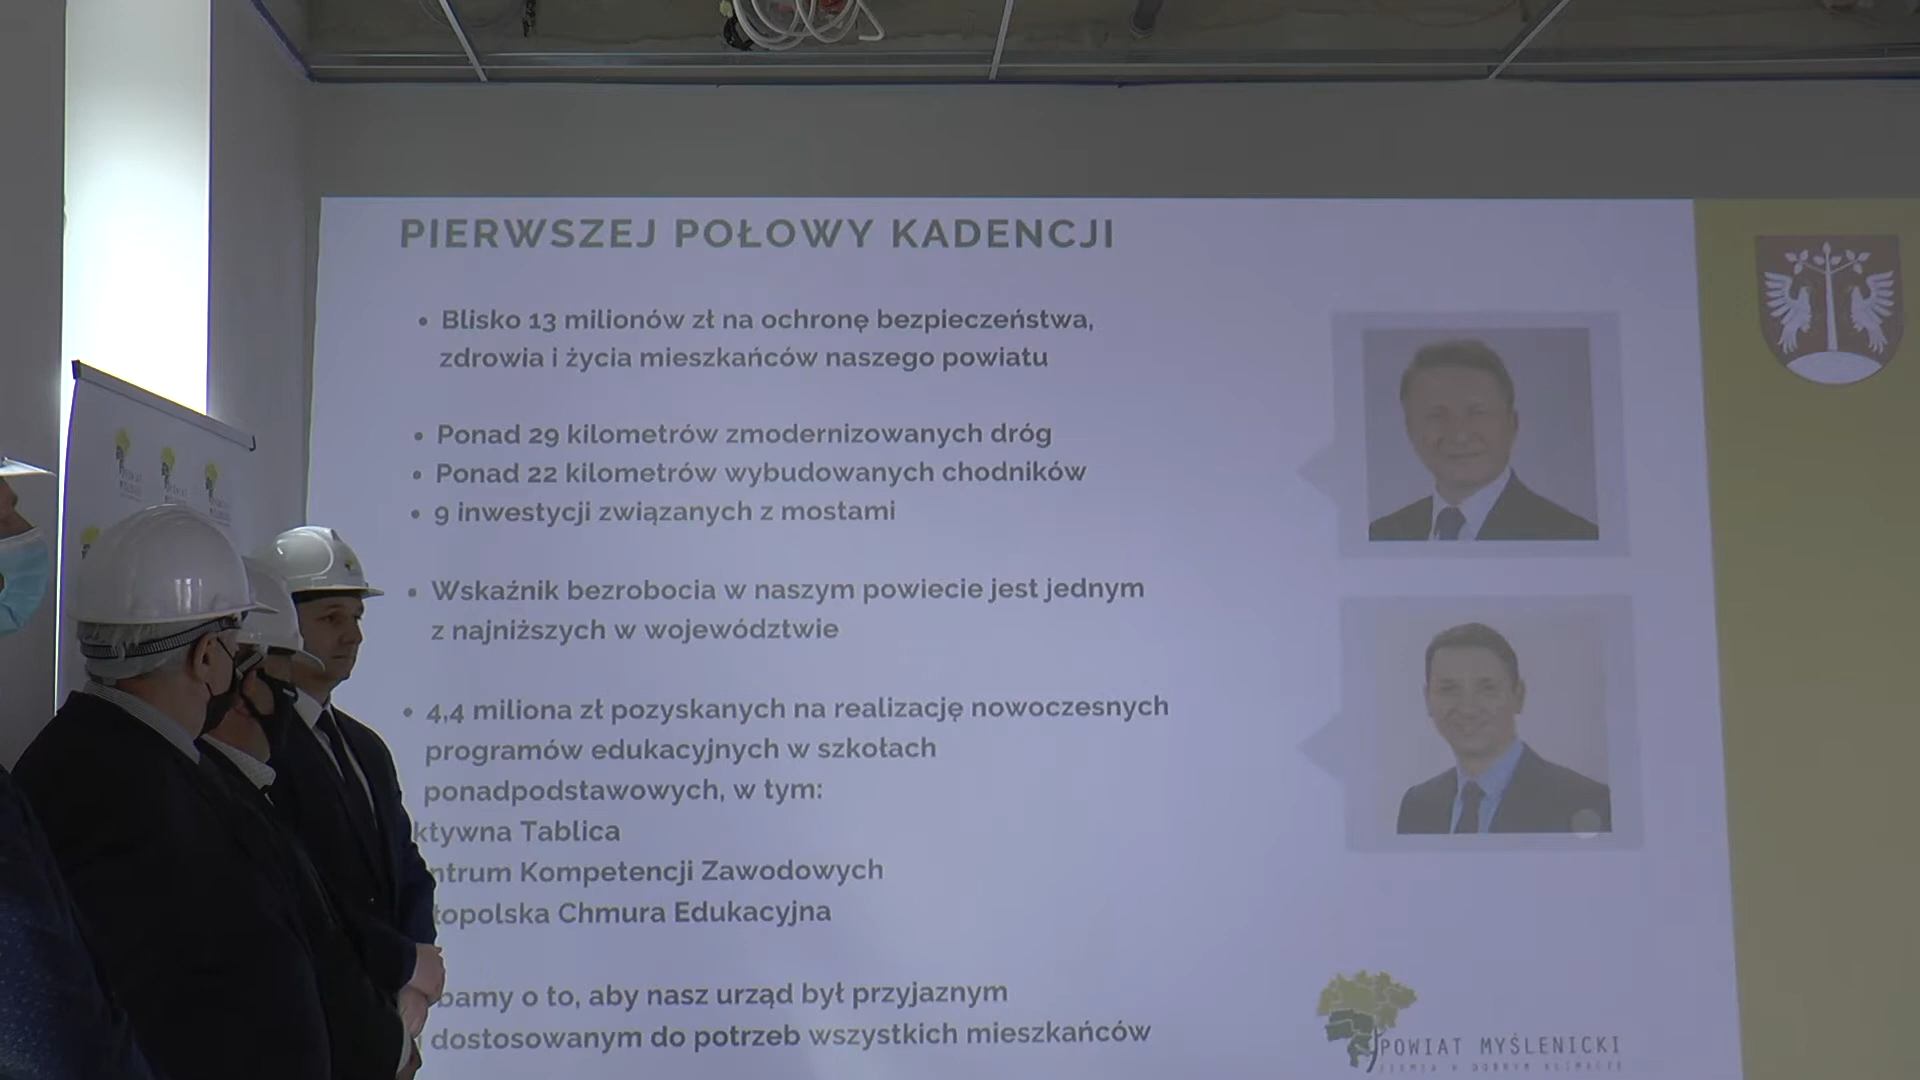 PIERWSZEJ POŁOWY KADENCJI
• Blisko 13 milionów zł na ochronę bezpieczeństwa,
zdrowia i życia mieszkańców naszego powiatu
• Ponad 29 kilometrów zmodernizowanych dróg
• Ponad 22 kilometrów wybudowanych chodników
• 9 inwestycji związanych z mostami
• Wskaźnik bezrobocia w naszym powiecie jest jednym
z najniższych w województwie
• 4,4 miliona zł pozyskanych na realizację nowoczesnych
programów edukacyjnych w szkołach
ponadpodstawowych, w tym:
ktywna Tablica
ntrum Kompetencji Zawodowych
łopolska Chmura Edukacyjna
bamy o to, aby nasz urząd był przyjaznym
i dostosowanym do potrzeb wszystkich mieszkańców
POWIAT MYŚLENICKI